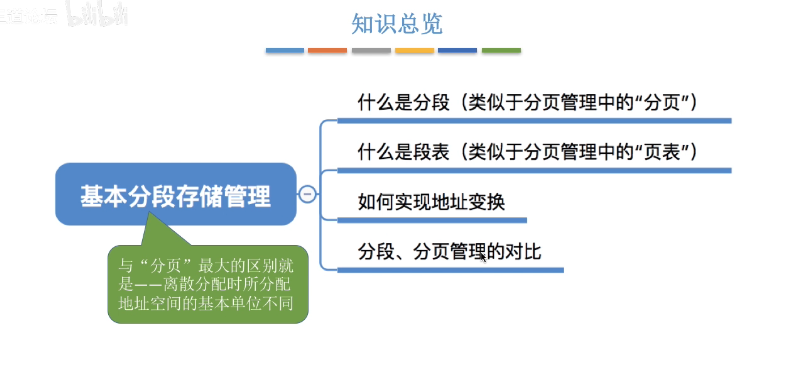 bilibili
知识总览
什么是分段（类似于分页管理中的“分页”）
什么是段表（类似于分页管理中的“页表”）
基本分段存储管理
如何实现地址变换
分段、分页管理的对比
与“分页”最大的区别就
是——离散分配时所分配
地址空间的基本单位不同